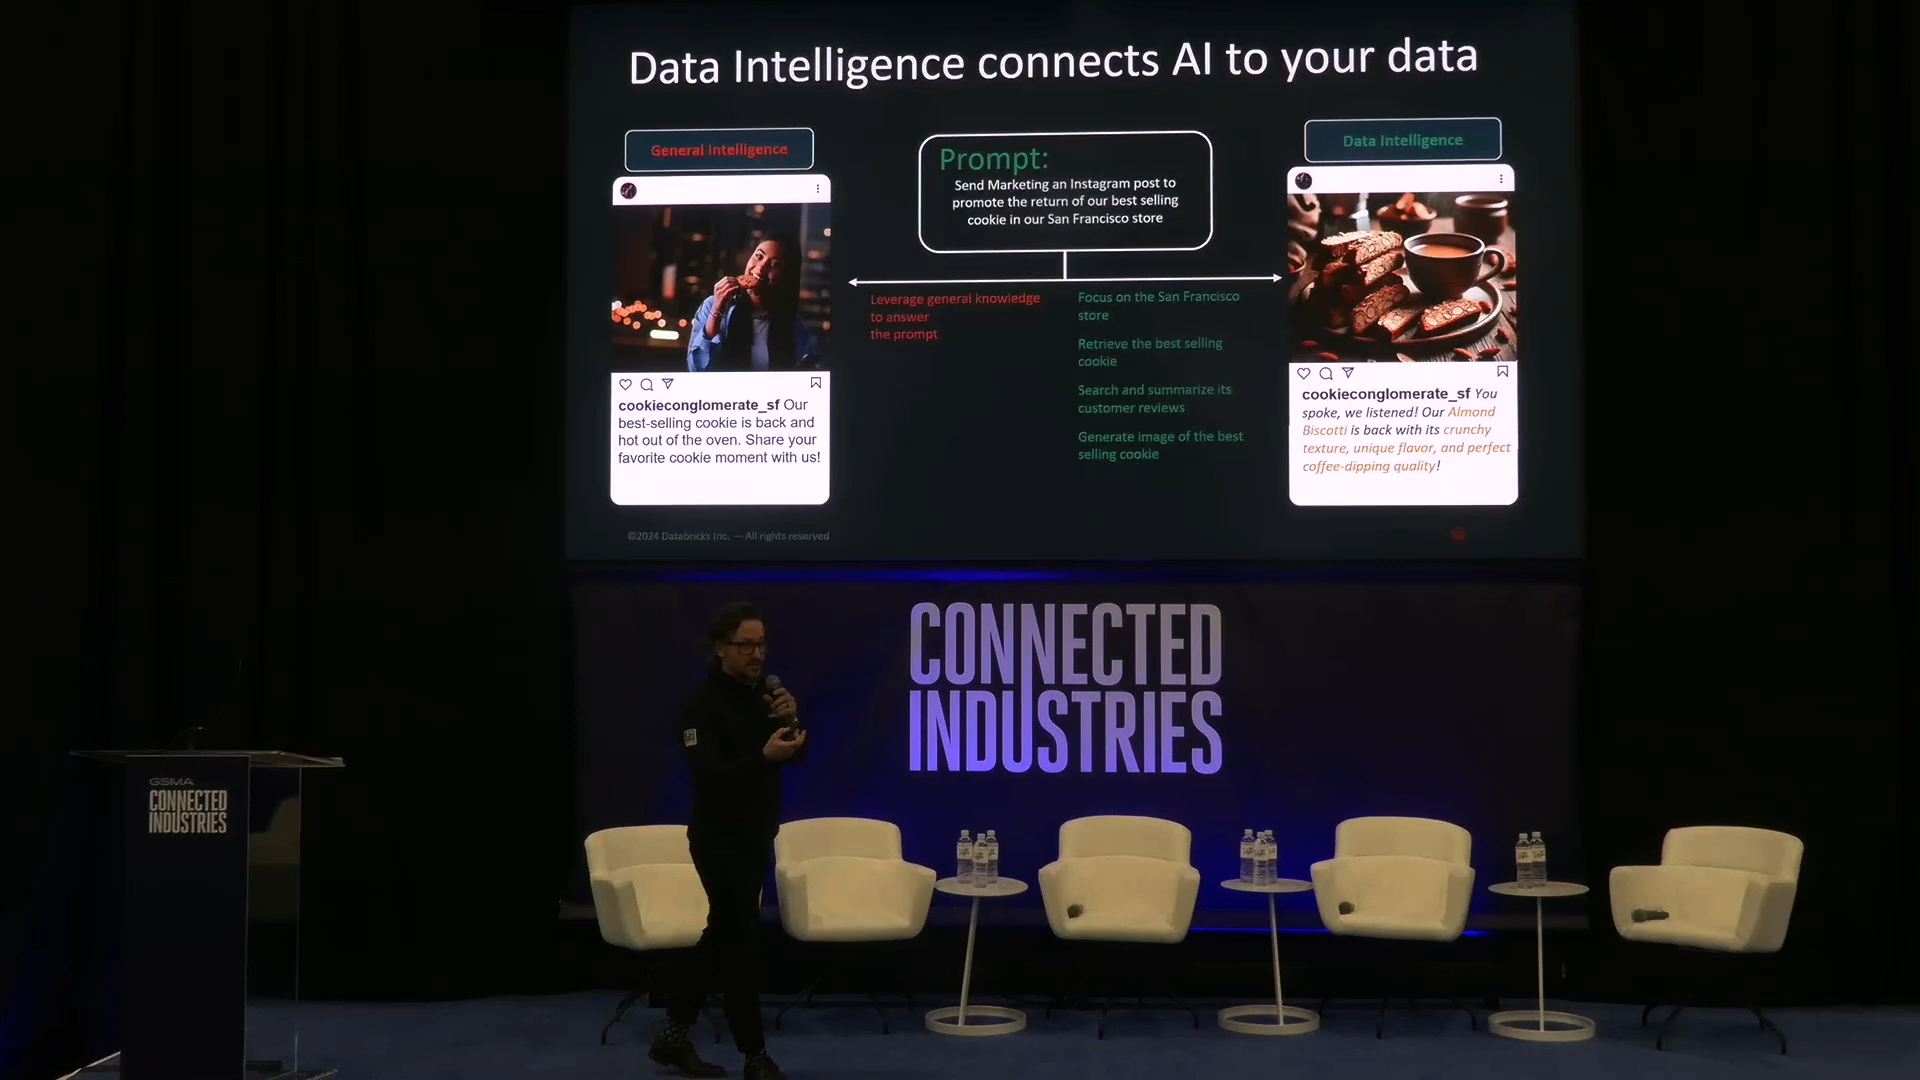 Data Intelligence connects AI to your data
General Intelligence
cookieconglomerate_sf Our
best-selling cookie is back and
hot out of the oven. Share your
favorite cookie moment with us!
Prompt:
Send Marketing an Instagram post to
promote the return of our best selling
cookie in our San Francisco store
Leverage general knowledge
to answer
the prompt
Focus on the San Francisco
store
Retrieve the best selling
cookie
Search and summarize its
customer reviews
Generate image of the best
selling cookie
Data Intelligence
cookieconglomerate_sf You
spoke, we listened! Our Almond
Biscotti is back with its crunchy
texture, unique flavor, and perfect
coffee-dipping quality!
©2024 Databricks Inc. — All rights reserved
CONNECTED
INDUSTRIES
GSMA
CONNECTED
INDUSTRIES